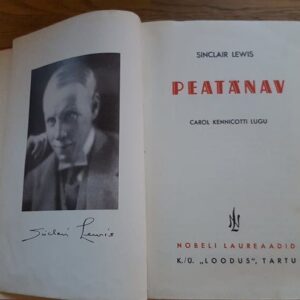 SINCLAIR LEWIS
PEATÄNAV
CAROL KENNICOTTI LUGU
NOBELI LAUREAADID
K./Ü. „LOODUS", TARTU
Sinclair Lewis